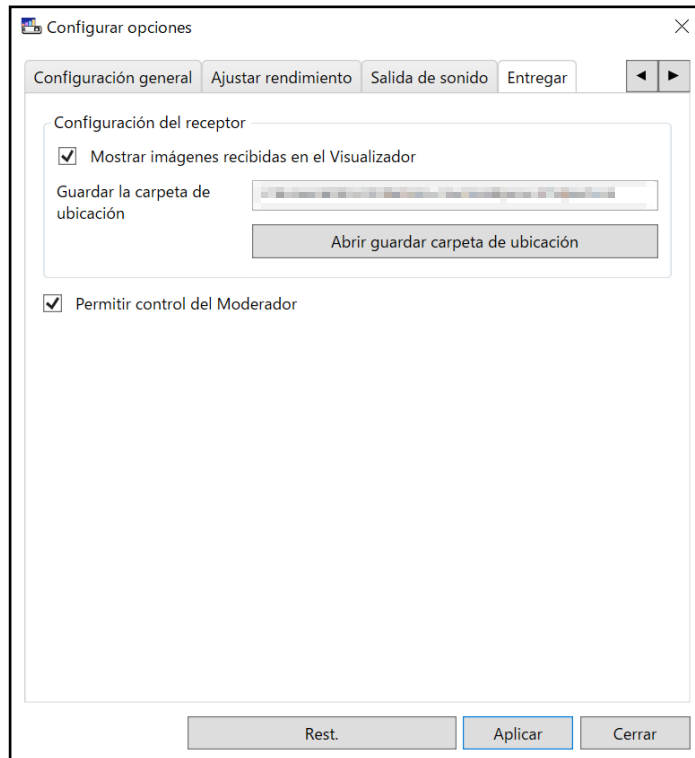 Configurar opciones
Configuración general
Ajustar rendimiento
Salida de sonido
Entregar
Configuración del receptor
Mostrar imágenes recibidas en el Visualizador
Guardar la carpeta de
ubicación
Abrir guardar carpeta de ubicación
Permitir control del Moderador
Rest.
Aplicar
Cerrar